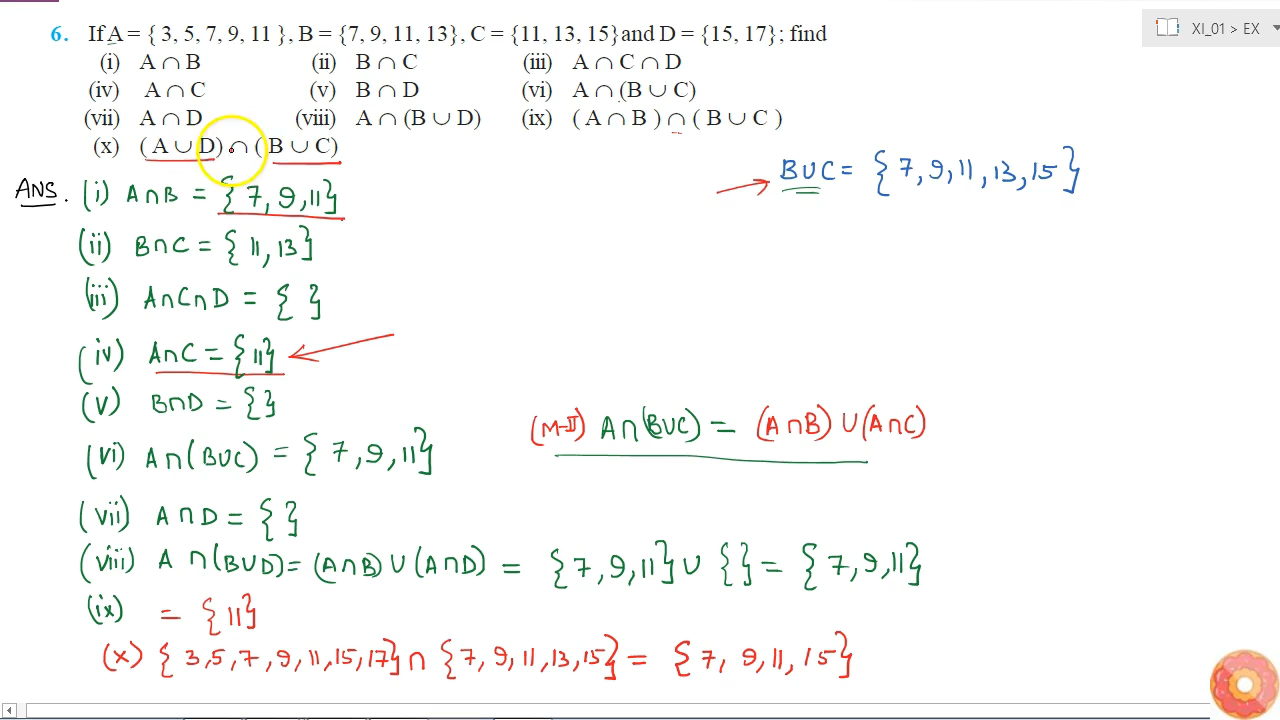 XI_01 > EX
6. If A = { 3, 5, 7, 9, 11 }, B = {7, 9, 11, 13}, C = {11, 13, 15}and D = {15, 17}; find
(i) A ∩ B (ii) B ∩ C (iii) A ∩ C ∩ D
(iv) A ∩ C (v) B ∩ D (vi) A ∩ (B ∪ C)
(vii) A ∩ D (viii) A ∩ (B ∪ D) (ix) ( A ∩ B ) ∩ ( B ∪ C )
(x) ( A ∪ D) ∩ ( B ∪ C)
B∪C = {7, 9, 11, 13, 15}
ANS. (i) A∩B = {7, 9, 11}
(ii) B∩C = {11, 13}
(iii) A∩C∩D = { }
(iv) A∩C = {11}
(v) B∩D = {}
(M-II) A∩(B∪C) = (A∩B) ∪ (A∩C)
(vi) A∩(B∪C) = {7, 9, 11}
(vii) A∩D = { }
(viii) A ∩(B∪D) = (A∩B) ∪ (A∩D) = {7, 9, 11} ∪ {} = {7, 9, 11}
(ix) = {11}
(x) {3, 5, 7, 9, 11, 15, 17} ∩ {7, 9, 11, 13, 15} = {7, 9, 11, 15}